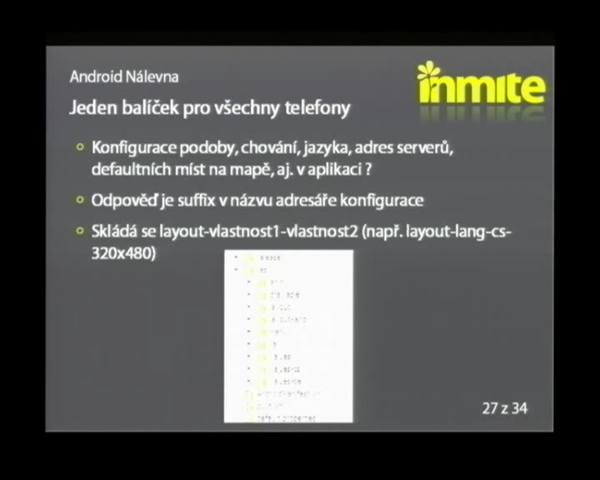 Android Nálevna
inmite
Jeden balíček pro všechny telefony
Konfigurace podoby, chování, jazyka, adres serverů,
defaultních míst na mapě, aj. v aplikaci ?
Odpověď je suffix v názvu adresáře konfigurace
Skládá se layout-vlastnost1-vlastnost2 (např. layout-lang-cs-
320x480)
default.properties
27 z 34